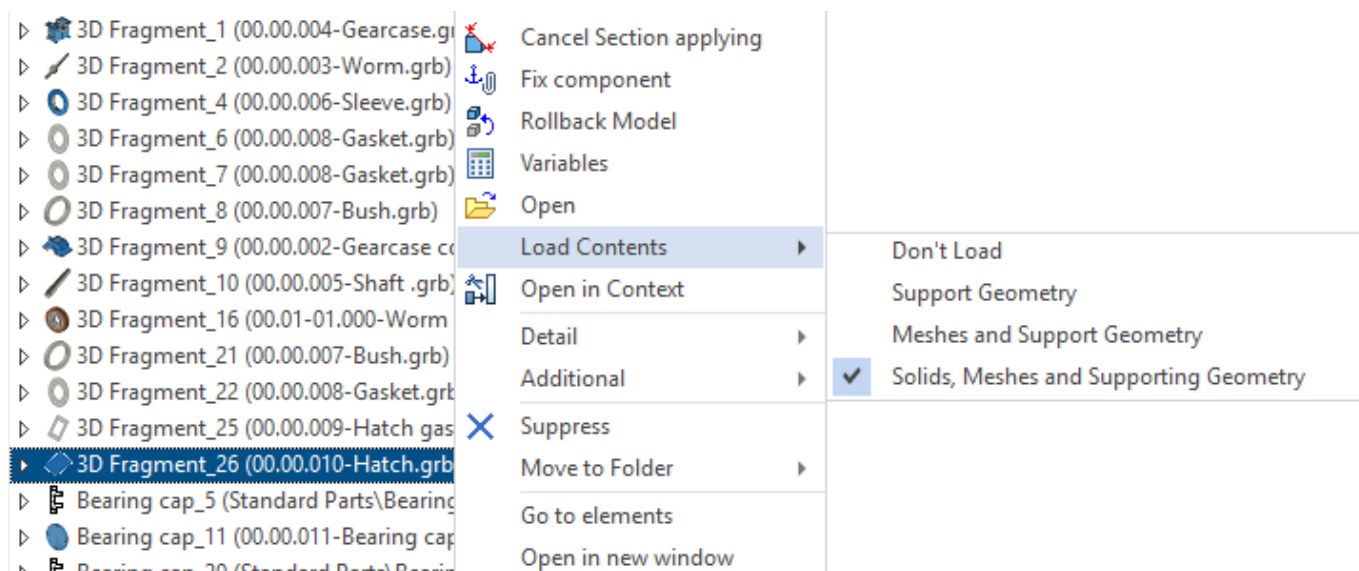 3D Fragment_1 (00.00.004-Gearcase.gr
3D Fragment_2 (00.00.003-Worm.grb)
3D Fragment_4 (00.00.006-Sleeve.grb)
3D Fragment_6 (00.00.008-Gasket.grb)
3D Fragment_7 (00.00.008-Gasket.grb)
3D Fragment_8 (00.00.007-Bush.grb)
3D Fragment_9 (00.00.002-Gearcase co
3D Fragment_10 (00.00.005-Shaft .grb)
3D Fragment_16 (00.01-01.000-Worm
3D Fragment_21 (00.00.007-Bush.grb)
3D Fragment_22 (00.00.008-Gasket.grb
3D Fragment_25 (00.00.009-Hatch gas
3D Fragment_26 (00.00.010-Hatch.grb
Bearing cap_5 (Standard Parts\Bearing
Bearing cap_11 (00.00.011-Bearing cap
Bearing cap_20 (Standard Parts\Bearin
Cancel Section applying
Fix component
Rollback Model
Variables
Open
Load Contents
Open in Context
Detail
Additional
Suppress
Move to Folder
Go to elements
Open in new window
Don't Load
Support Geometry
Meshes and Support Geometry
Solids, Meshes and Supporting Geometry